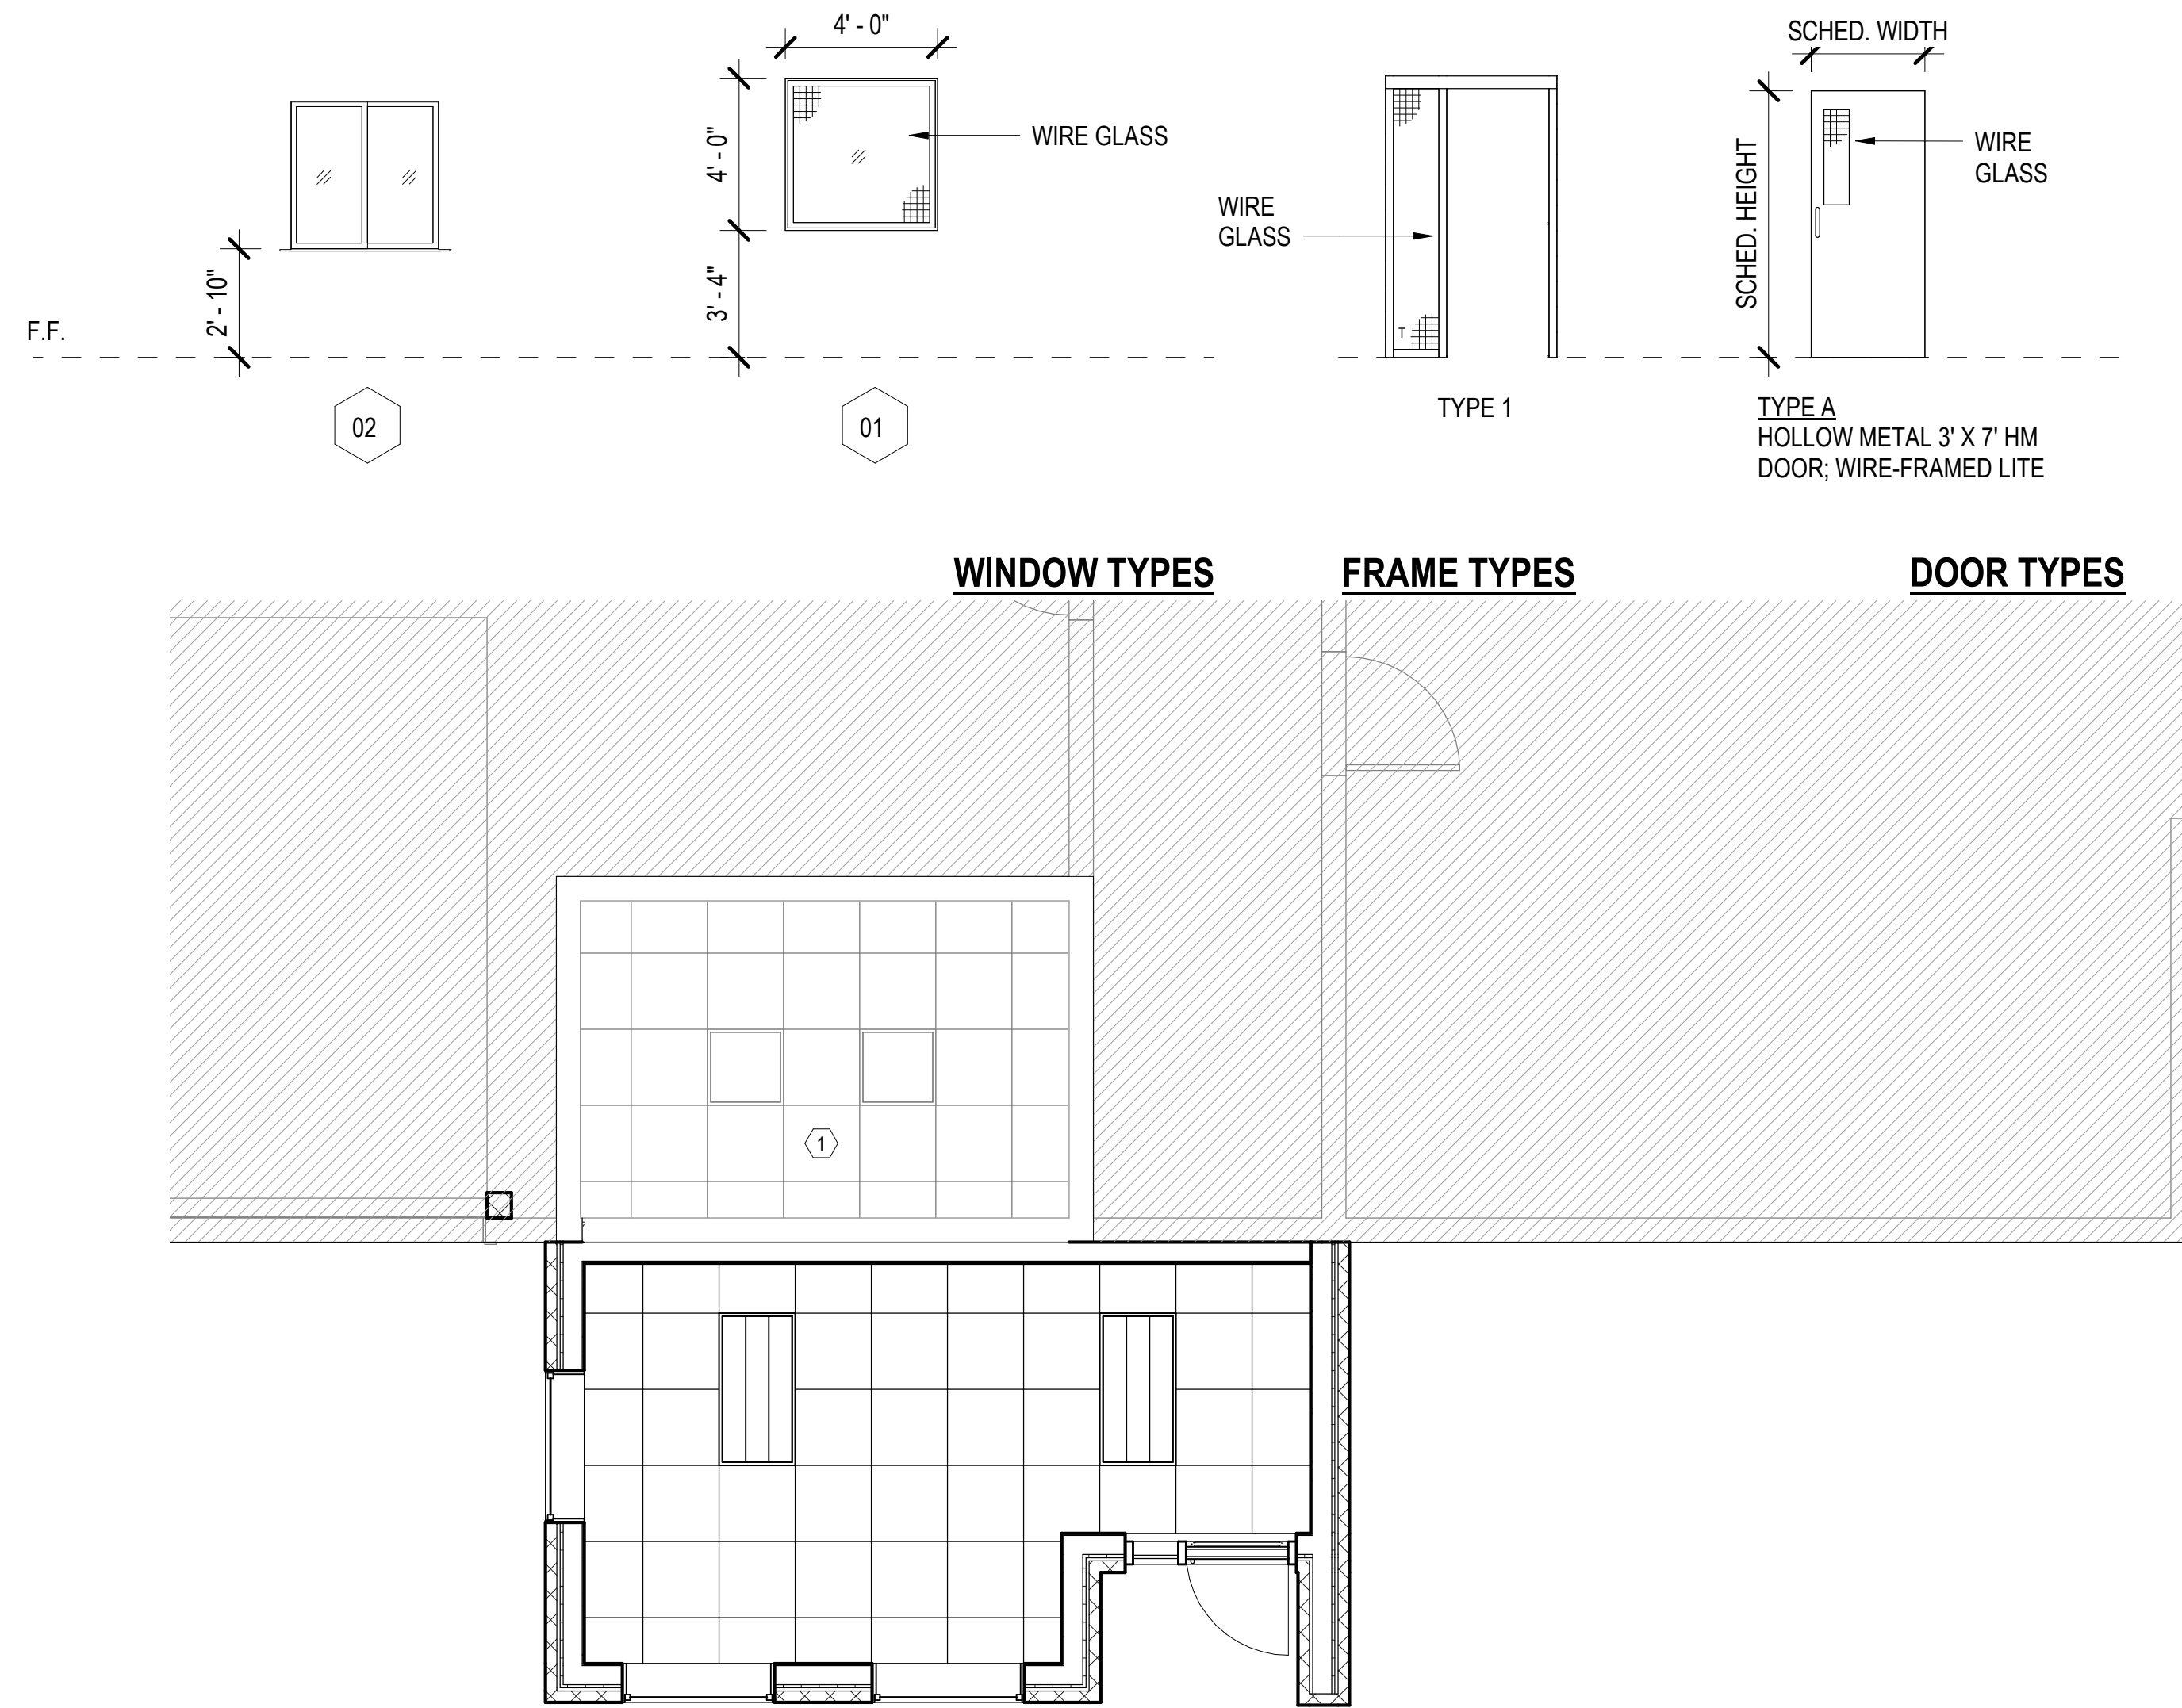 4' - 0"
SCHED. WIDTH
4' - 0"
WIRE GLASS
WIRE
GLASS
WIRE
GLASS
SCHED. HEIGHT
2' - 10"
3' - 4"
F.F.
T
02
01
TYPE 1
TYPE A
HOLLOW METAL 3' X 7' HM
DOOR; WIRE-FRAMED LITE
WINDOW TYPES
FRAME TYPES
DOOR TYPES
1